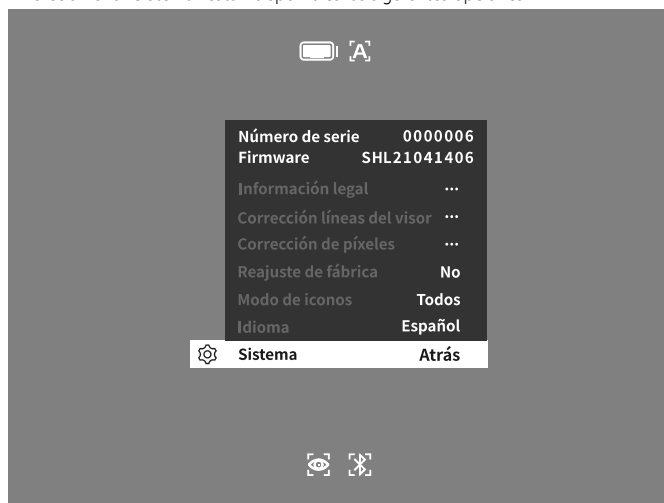 [A]
Número de serie 0000006
Firmware SHL21041406
Información legal ...
Corrección líneas del visor ...
Corrección de píxeles ...
Reajuste de fábrica No
Modo de iconos Todos
Idioma Español
Sistema Atrás